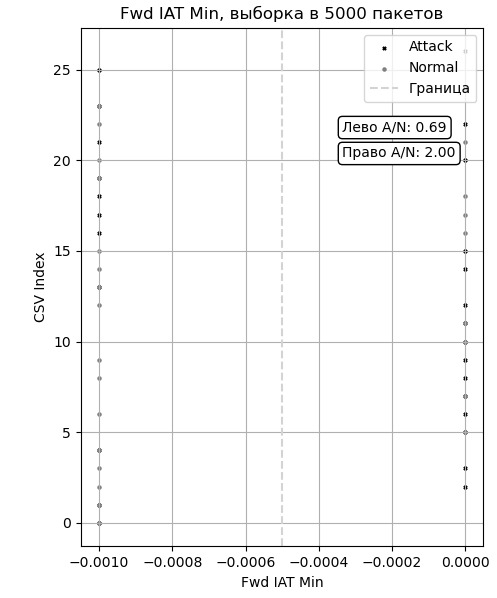 Fwd IAT Min, выборка в 5000 пакетов
Attack
Normal
Граница
Лево A/N: 0.69
Право A/N: 2.00
CSV Index
25
20
15
10
5
0
−0.0010 −0.0008 −0.0006 −0.0004 −0.0002 0.0000
Fwd IAT Min